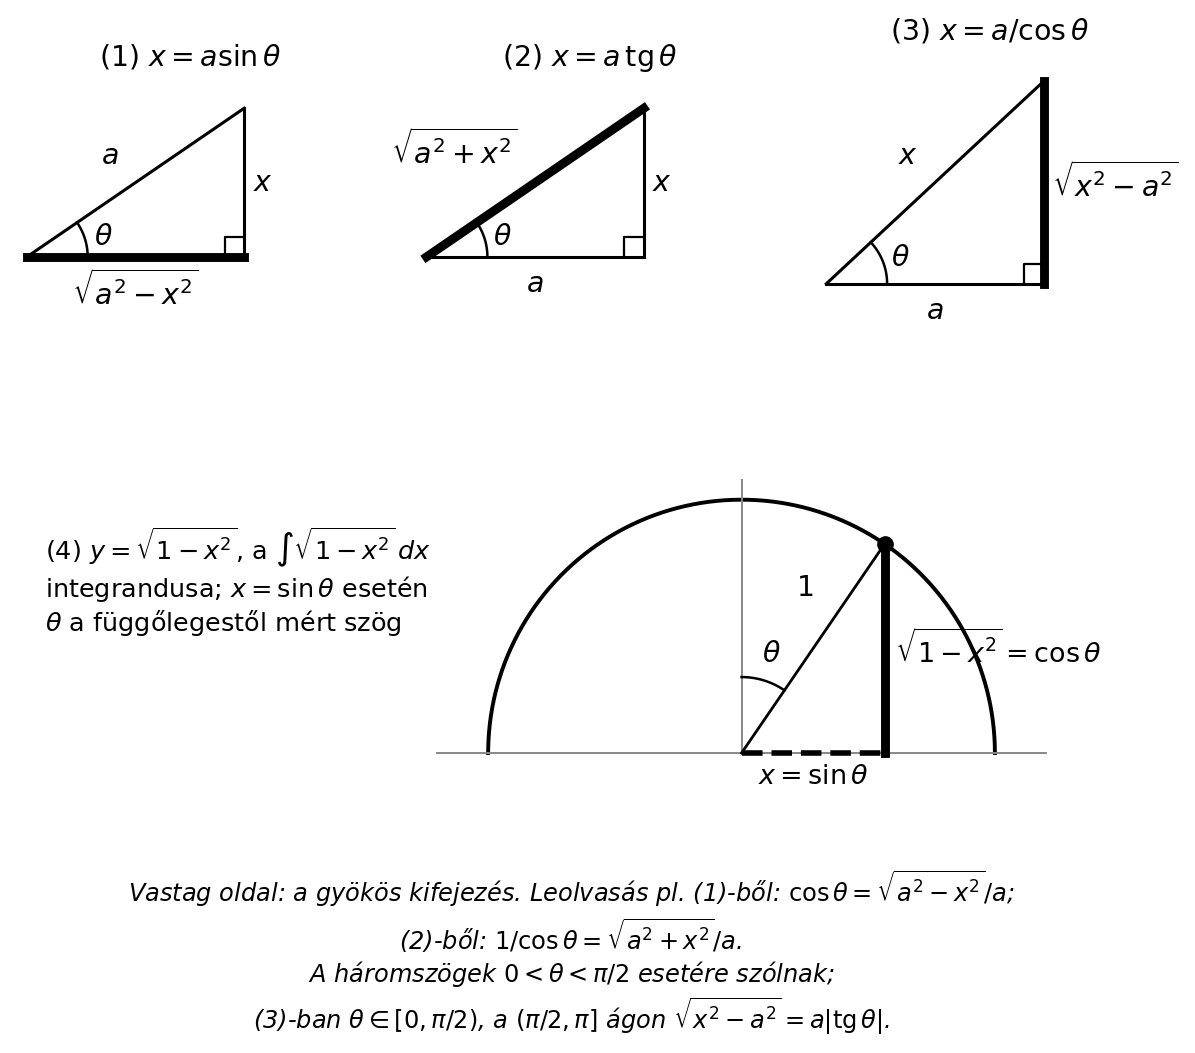 (1) x = a sin θ
(2) x = a tg θ
(3) x = a/cos θ
a
x
θ
√(a² − x²)
√(a² + x²)
x
θ
a
x
√(x² − a²)
θ
a
(4) y = √(1 − x²), a ∫√(1 − x²) dx
integrandusa; x = sin θ esetén
θ a függőlegestől mért szög
1
θ
√(1 − x²) = cos θ
x = sin θ
Vastag oldal: a gyökös kifejezés. Leolvasás pl. (1)-ből: cos θ = √(a² − x²)/a;
(2)-ből: 1/cos θ = √(a² + x²)/a.
A háromszögek 0 < θ < π/2 esetére szólnak;
(3)-ban θ ∈ [0, π/2), a (π/2, π] ágon √(x² − a²) = a|tg θ|.